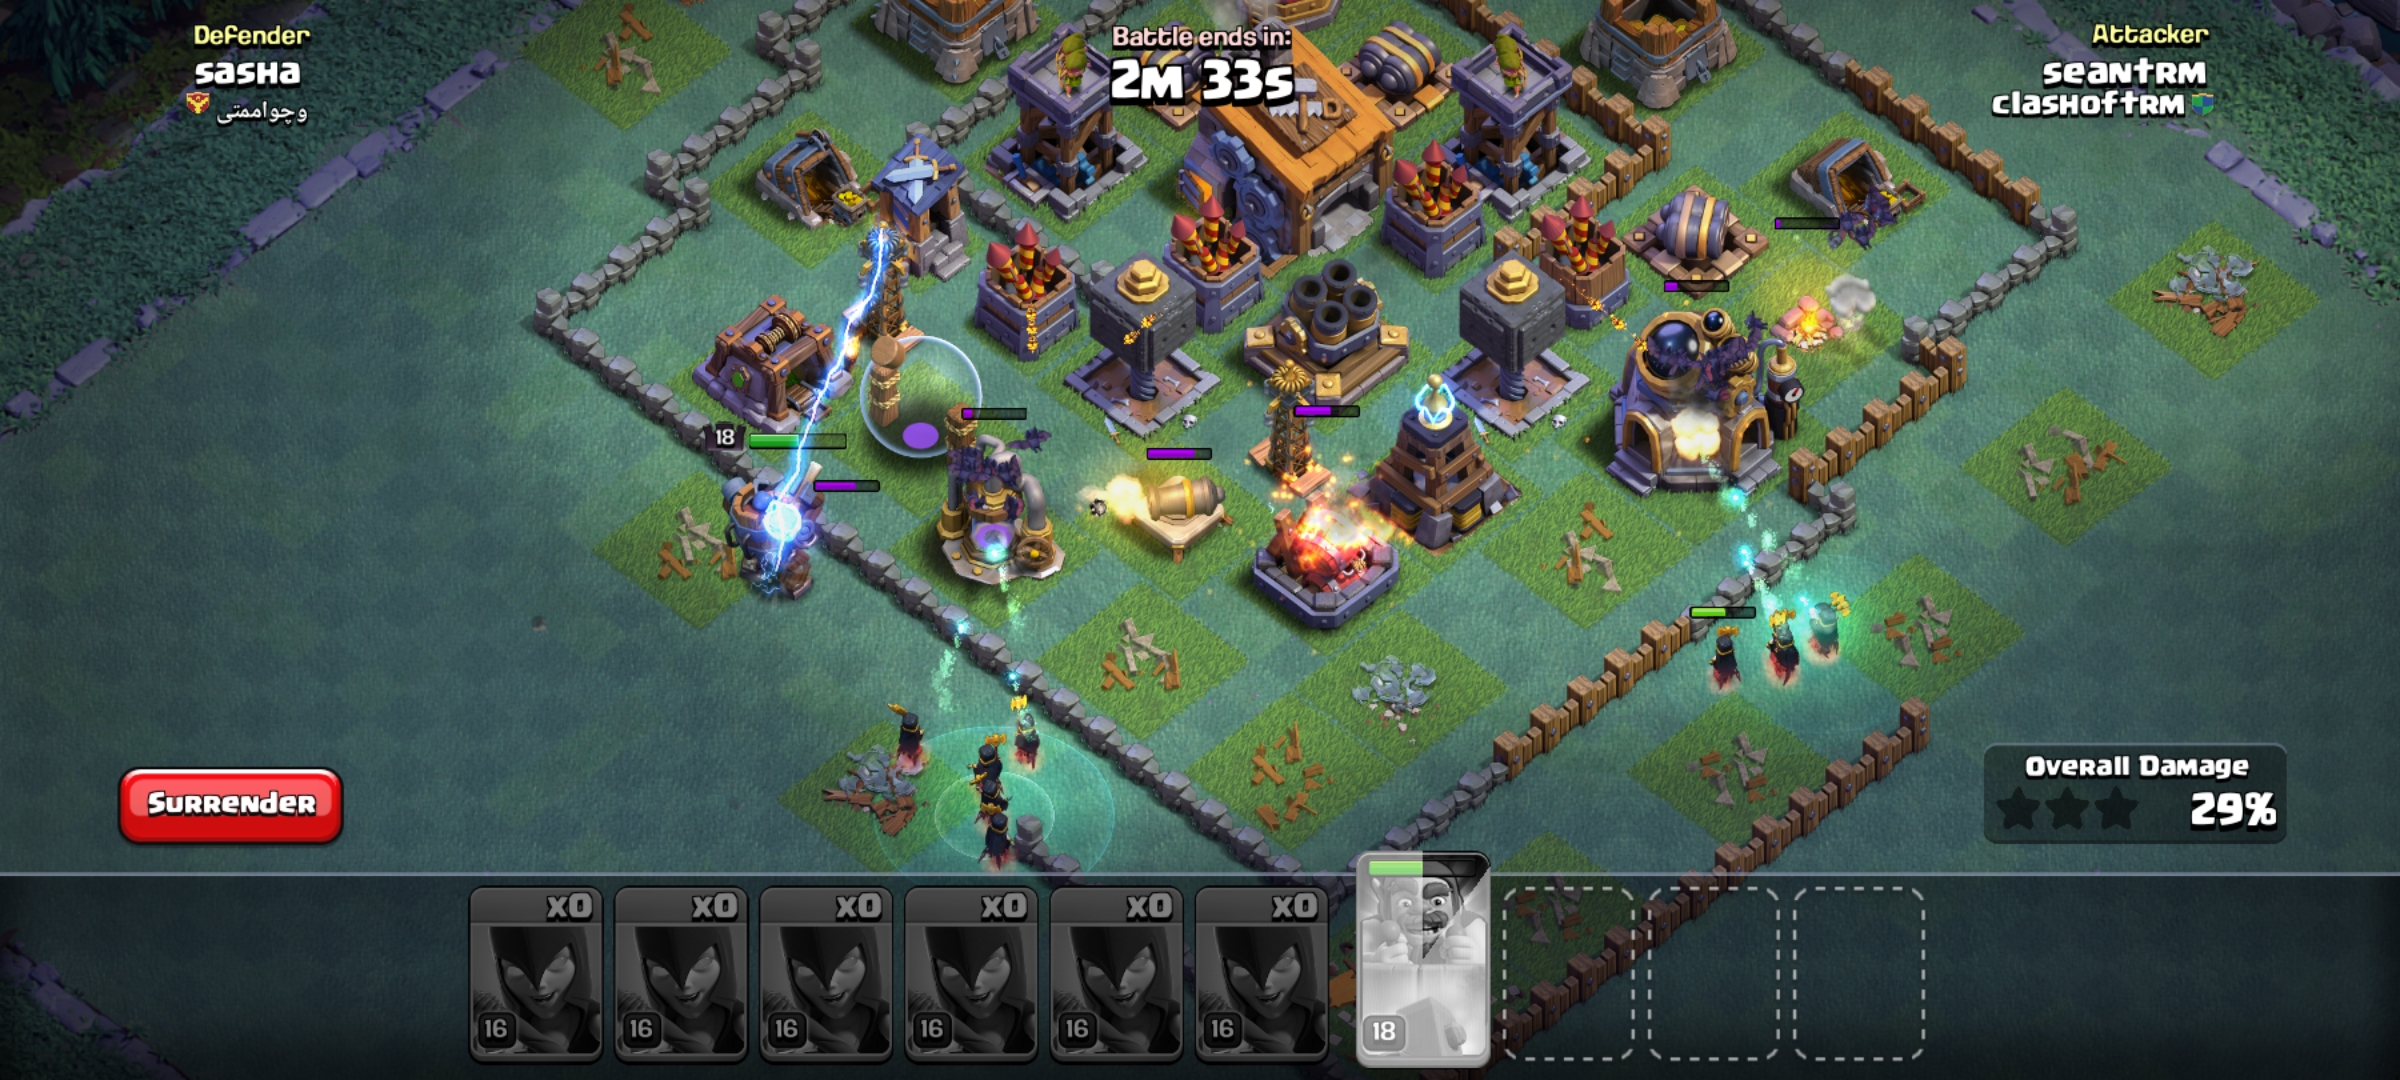 Defender
sasha
وچواممتی
Battle ends in:
2M 33s
Attacker
seantRM
clashoftRM
18
Surrender
Overall Damage
29%
x0
x0
x0
x0
x0
x0
16
16
16
16
16
16
18